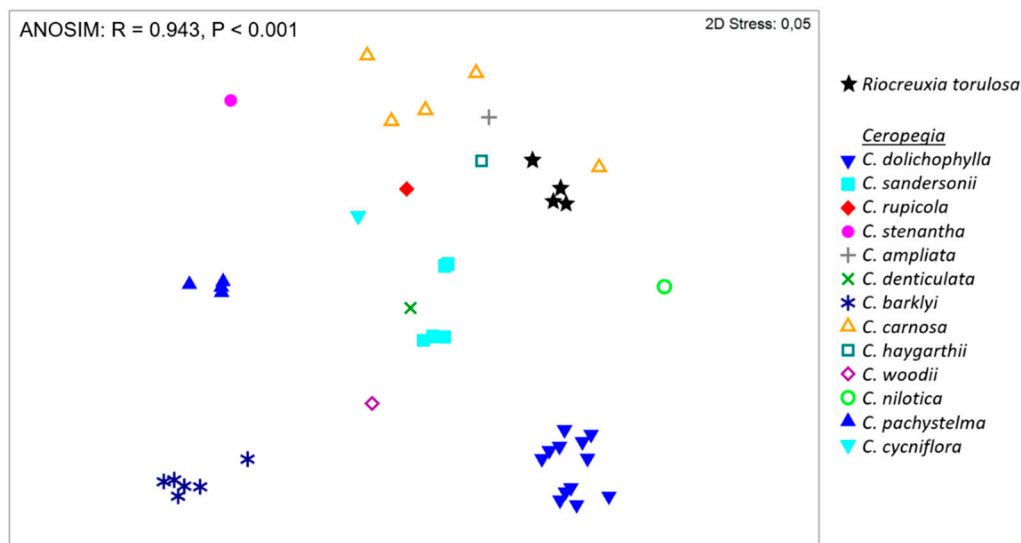 ANOSIM: R = 0.943, P < 0.001
2D Stress: 0,05
Riocreuxia torulosa
Ceropegia
C. dolichophylla
C. sandersonii
C. rupicola
C. stenantha
C. ampliata
C. denticulata
C. barklyi
C. carnosa
C. haygarthii
C. woodii
C. nilotica
C. pachystelma
C. cycniflora